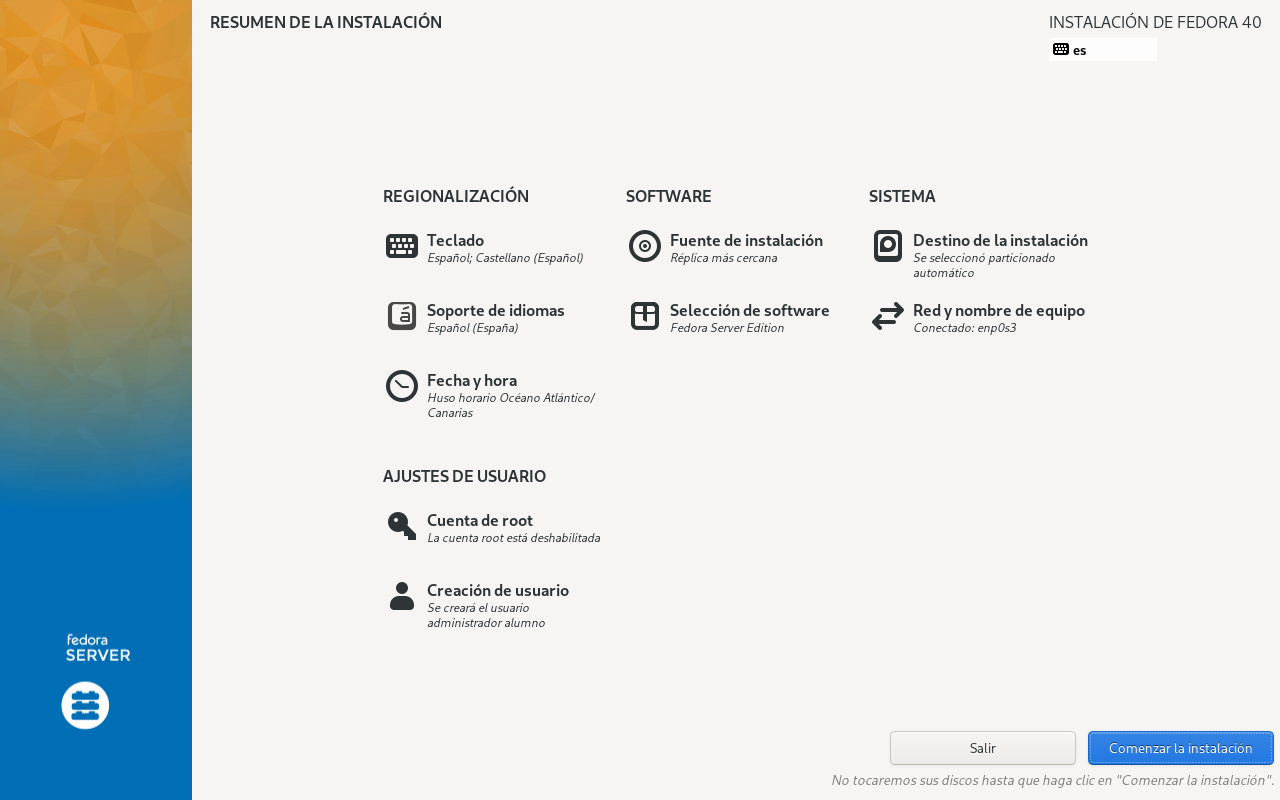 RESUMEN DE LA INSTALACIÓN
INSTALACIÓN DE FEDORA 40
es
REGIONALIZACIÓN
Teclado
Español; Castellano (Español)
Soporte de idiomas
Español (España)
Fecha y hora
Huso horario Océano Atlántico/
Canarias
SOFTWARE
Fuente de instalación
Réplica más cercana
Selección de software
Fedora Server Edition
SISTEMA
Destino de la instalación
Se seleccionó particionado
automático
Red y nombre de equipo
Conectado: enp0s3
AJUSTES DE USUARIO
Cuenta de root
La cuenta root está deshabilitada
Creación de usuario
Se creará el usuario
administrador alumno
fedora
SERVER
Salir
Comenzar la instalación
No tocaremos sus discos hasta que haga clic en "Comenzar la instalación".